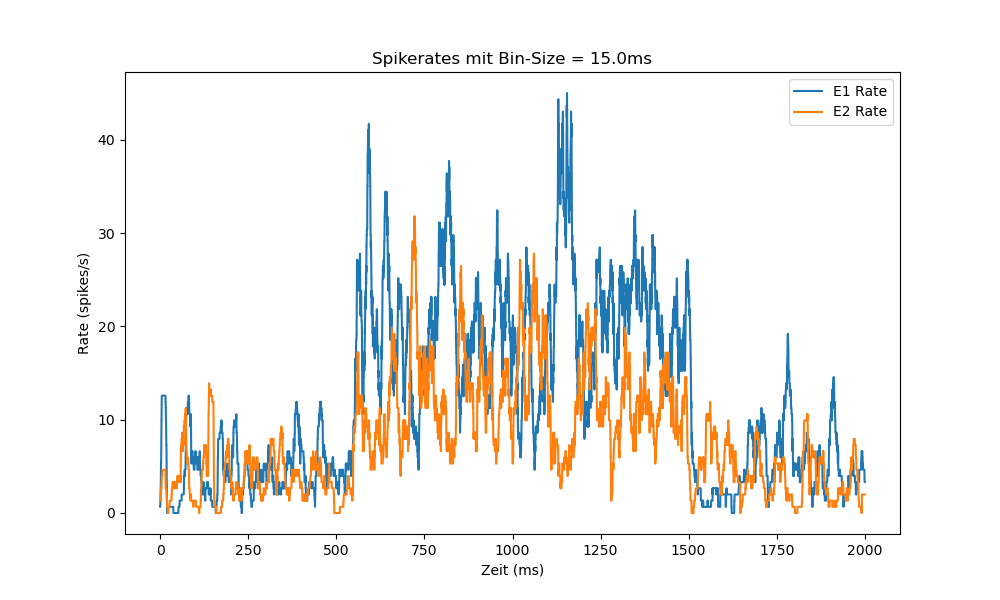 Spikerates mit Bin-Size = 15.0ms
E1 Rate
E2 Rate
Rate (spikes/s)
40
30
20
10
0
0 250 500 750 1000 1250 1500 1750 2000
Zeit (ms)